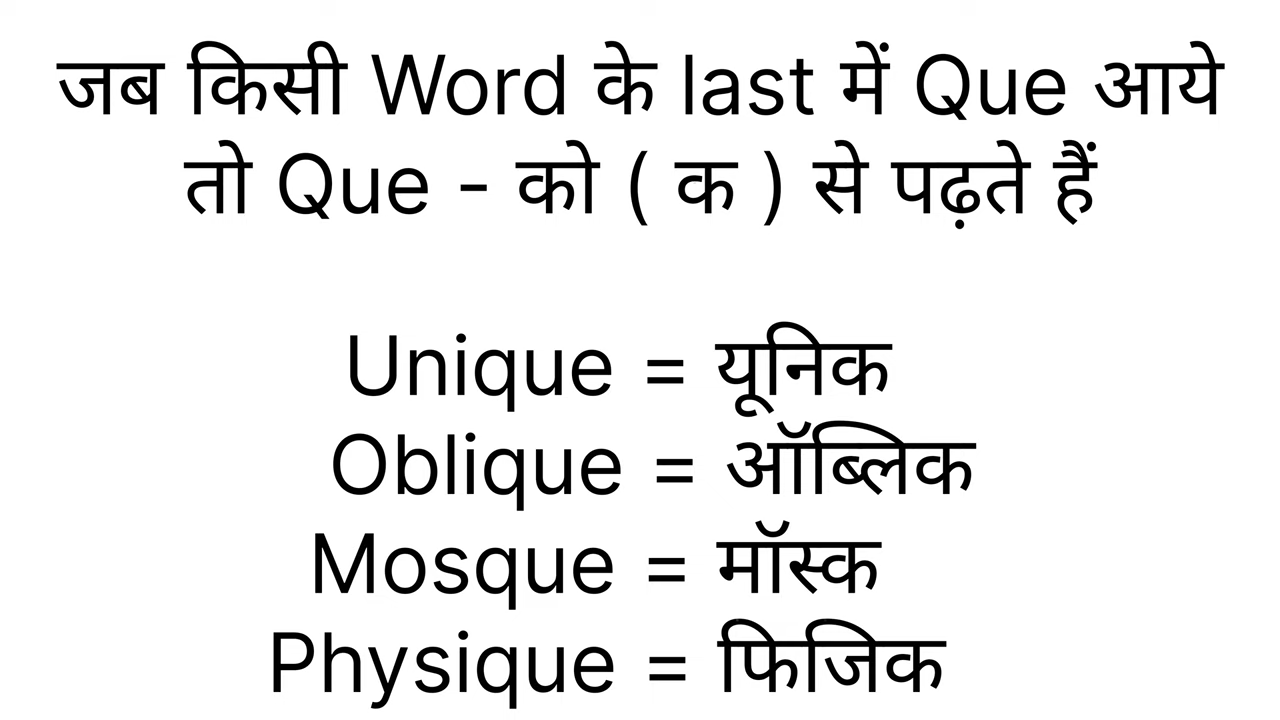 जब किसी Word के last में Que आये
तो Que - को ( क ) से पढ़ते हैं
Unique = यूनिक
Oblique = ऑब्लिक
Mosque = मॉस्क
Physique = फिजिक